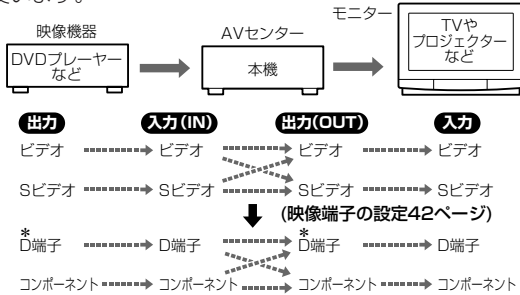 います。
映像機器
AVセンター
モニター
DVDプレーヤー
など
本機
TVや
プロジェクター
など
出力
入力(IN)
出力(OUT)
入力
ビデオ
ビデオ
ビデオ
ビデオ
Sビデオ
Sビデオ
Sビデオ
Sビデオ
(映像端子の設定42ページ)
*
D端子
D端子
*
D端子
D端子
コンポーネント
コンポーネント
コンポーネント
コンポーネント